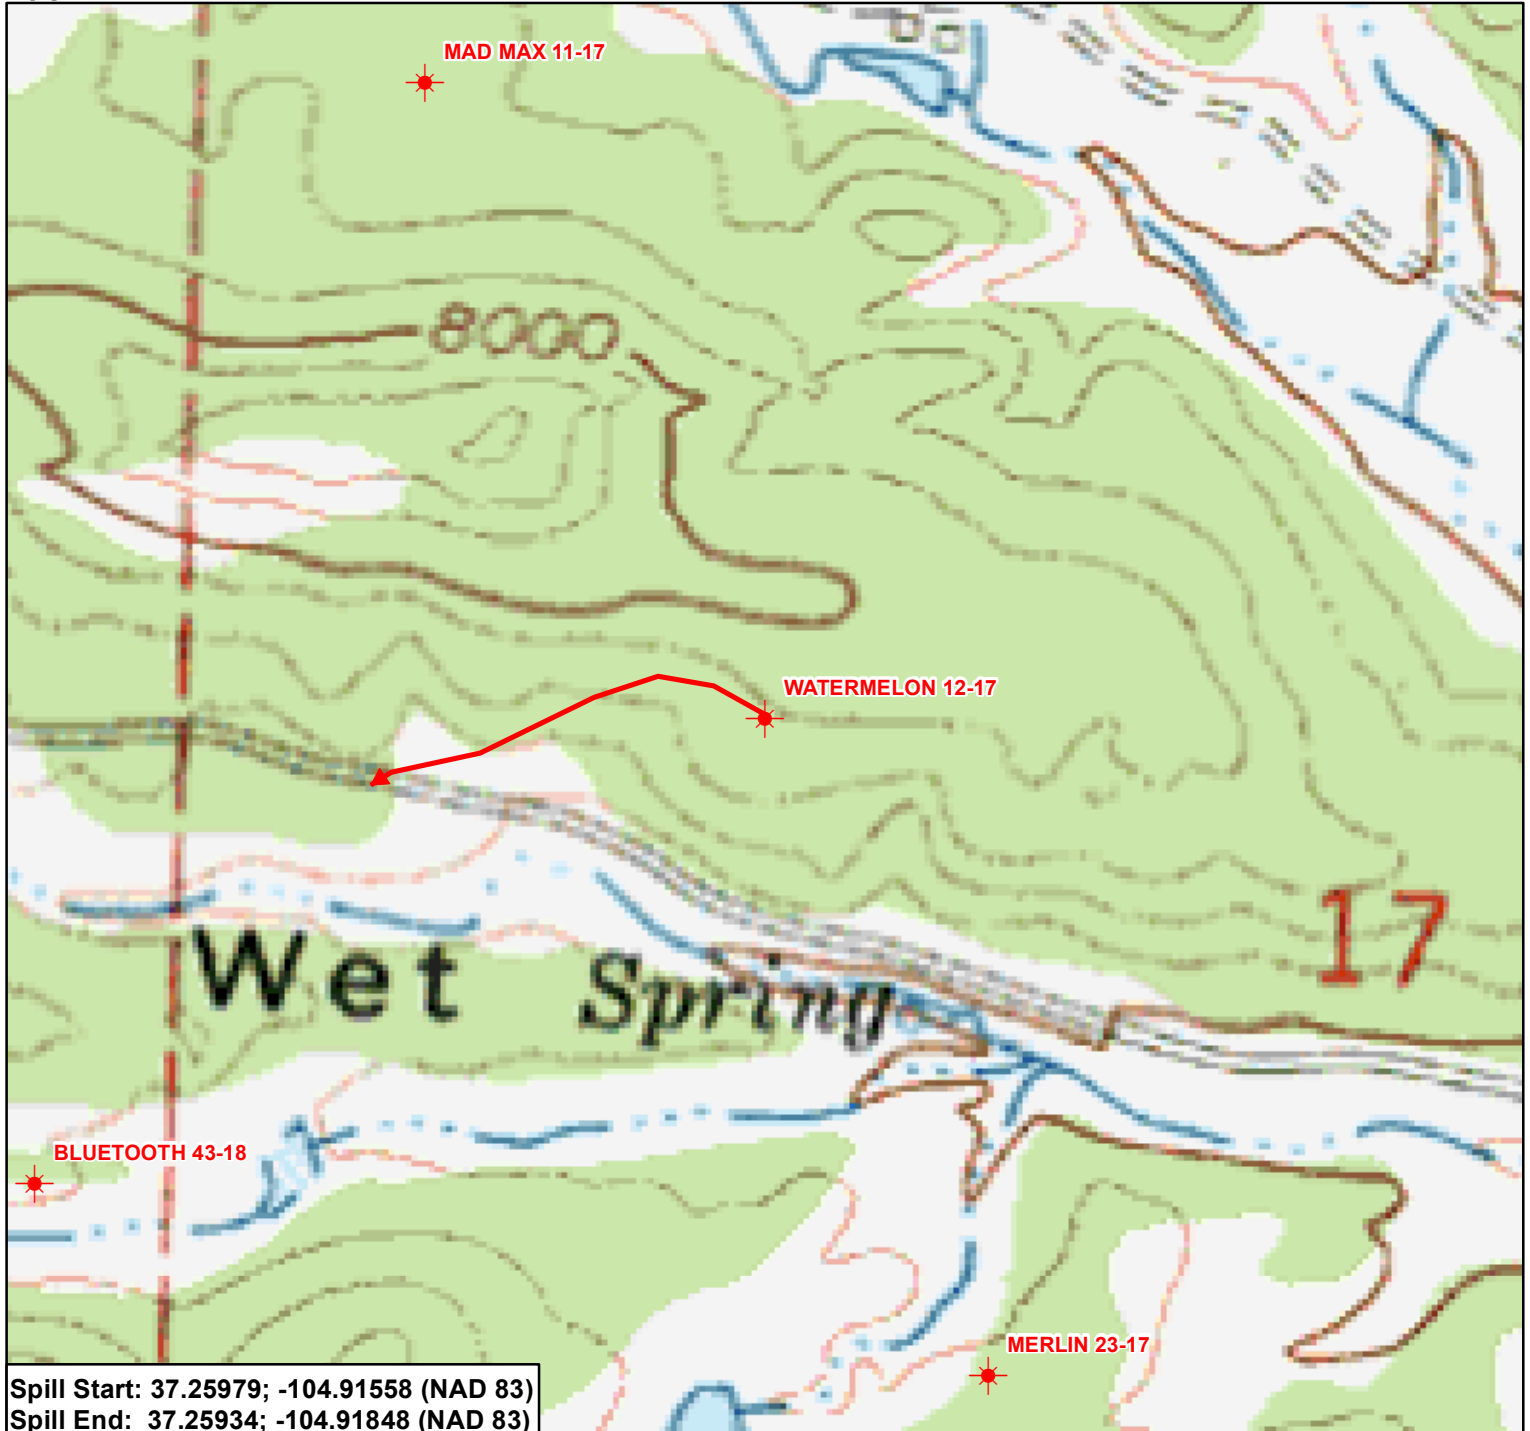 MAD MAX 11-17
8000
WATERMELON 12-17
17
Wet Spring
BLUETOOTH 43-18
MERLIN 23-17
Spill Start: 37.25979; -104.91558 (NAD 83)
Spill End: 37.25934; -104.91848 (NAD 83)